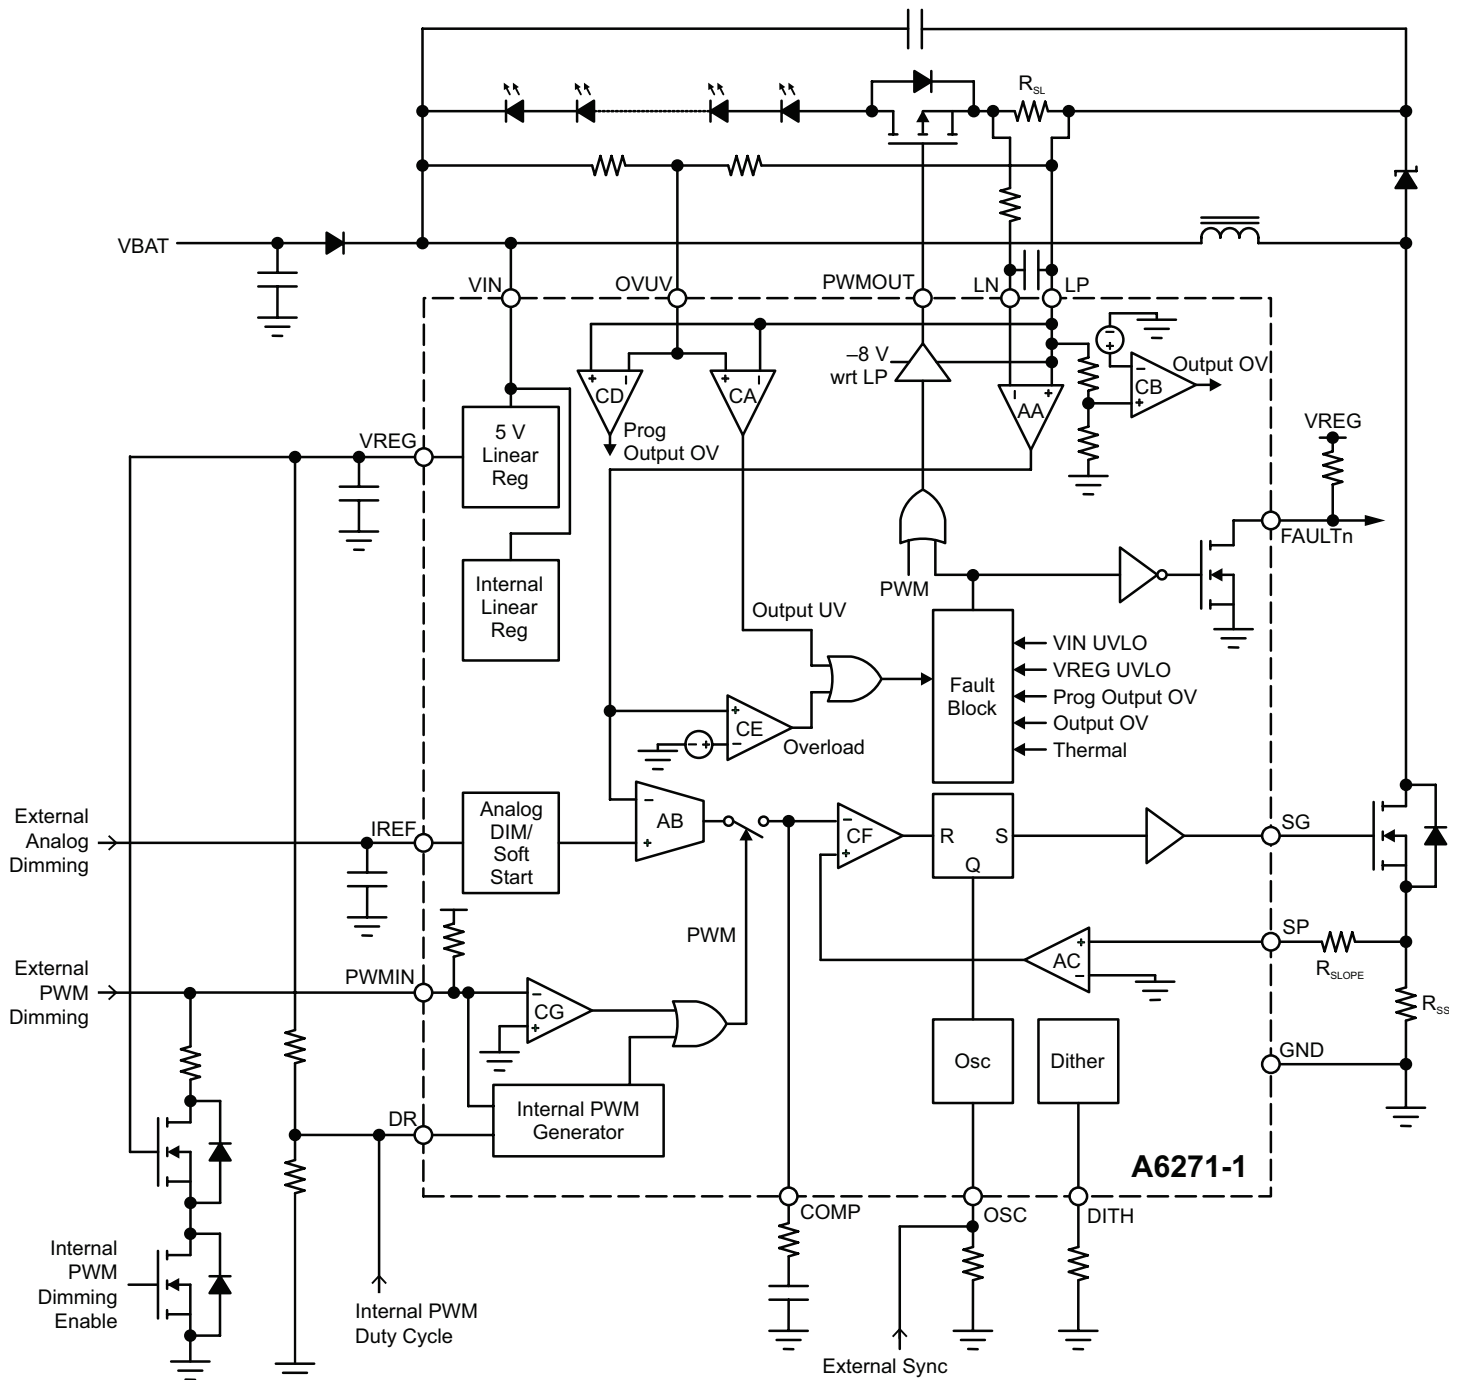 RSL
VBAT
VIN
OVUV
PWMOUT
LN
LP
–8 V
wrt LP
+
–
CD
+
–
CA
–
+
AA
–
+
–
+
CB
Output OV
Prog
Output OV
VREG
5 V
Linear
Reg
VREG
FAULTn
Internal
Linear
Reg
PWM
Output UV
Fault
Block
VIN UVLO
VREG UVLO
Prog Output OV
Output OV
Thermal
+
–
CE
– +
Overload
External
Analog
Dimming
IREF
Analog
DIM/
Soft
Start
–
+
AB
–
+
CF
R
S
Q
SG
PWM
+
–
AC
SP
RSLOPE
RSS
External
PWM
Dimming
PWMIN
–
+
CG
Osc
Dither
GND
DR
Internal PWM
Generator
A6271-1
COMP
OSC
DITH
Internal
PWM
Dimming
Enable
Internal PWM
Duty Cycle
External Sync